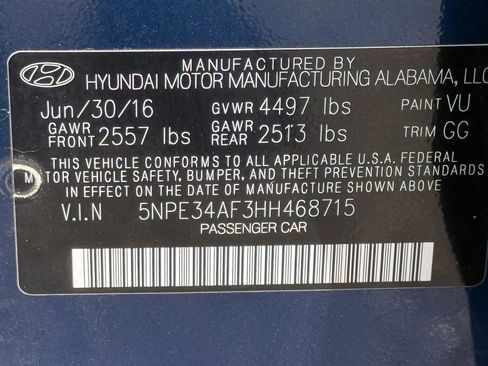 MANUFACTURED BY
HYUNDAI MOTOR MANUFACTURING ALABAMA, LLC
Jun/30/16 GVWR 4497 lbs PAINT VU
GAWR FRONT 2557 lbs GAWR REAR 2513 lbs TRIM GG
THIS VEHICLE CONFORMS TO ALL APPLICABLE U.S.A. FEDERAL
MOTOR VEHICLE SAFETY, BUMPER, AND THEFT PREVENTION STANDARDS
IN EFFECT ON THE DATE OF MANUFACTURE SHOWN ABOVE.
V.I.N 5NPE34AF3HH468715
PASSENGER CAR